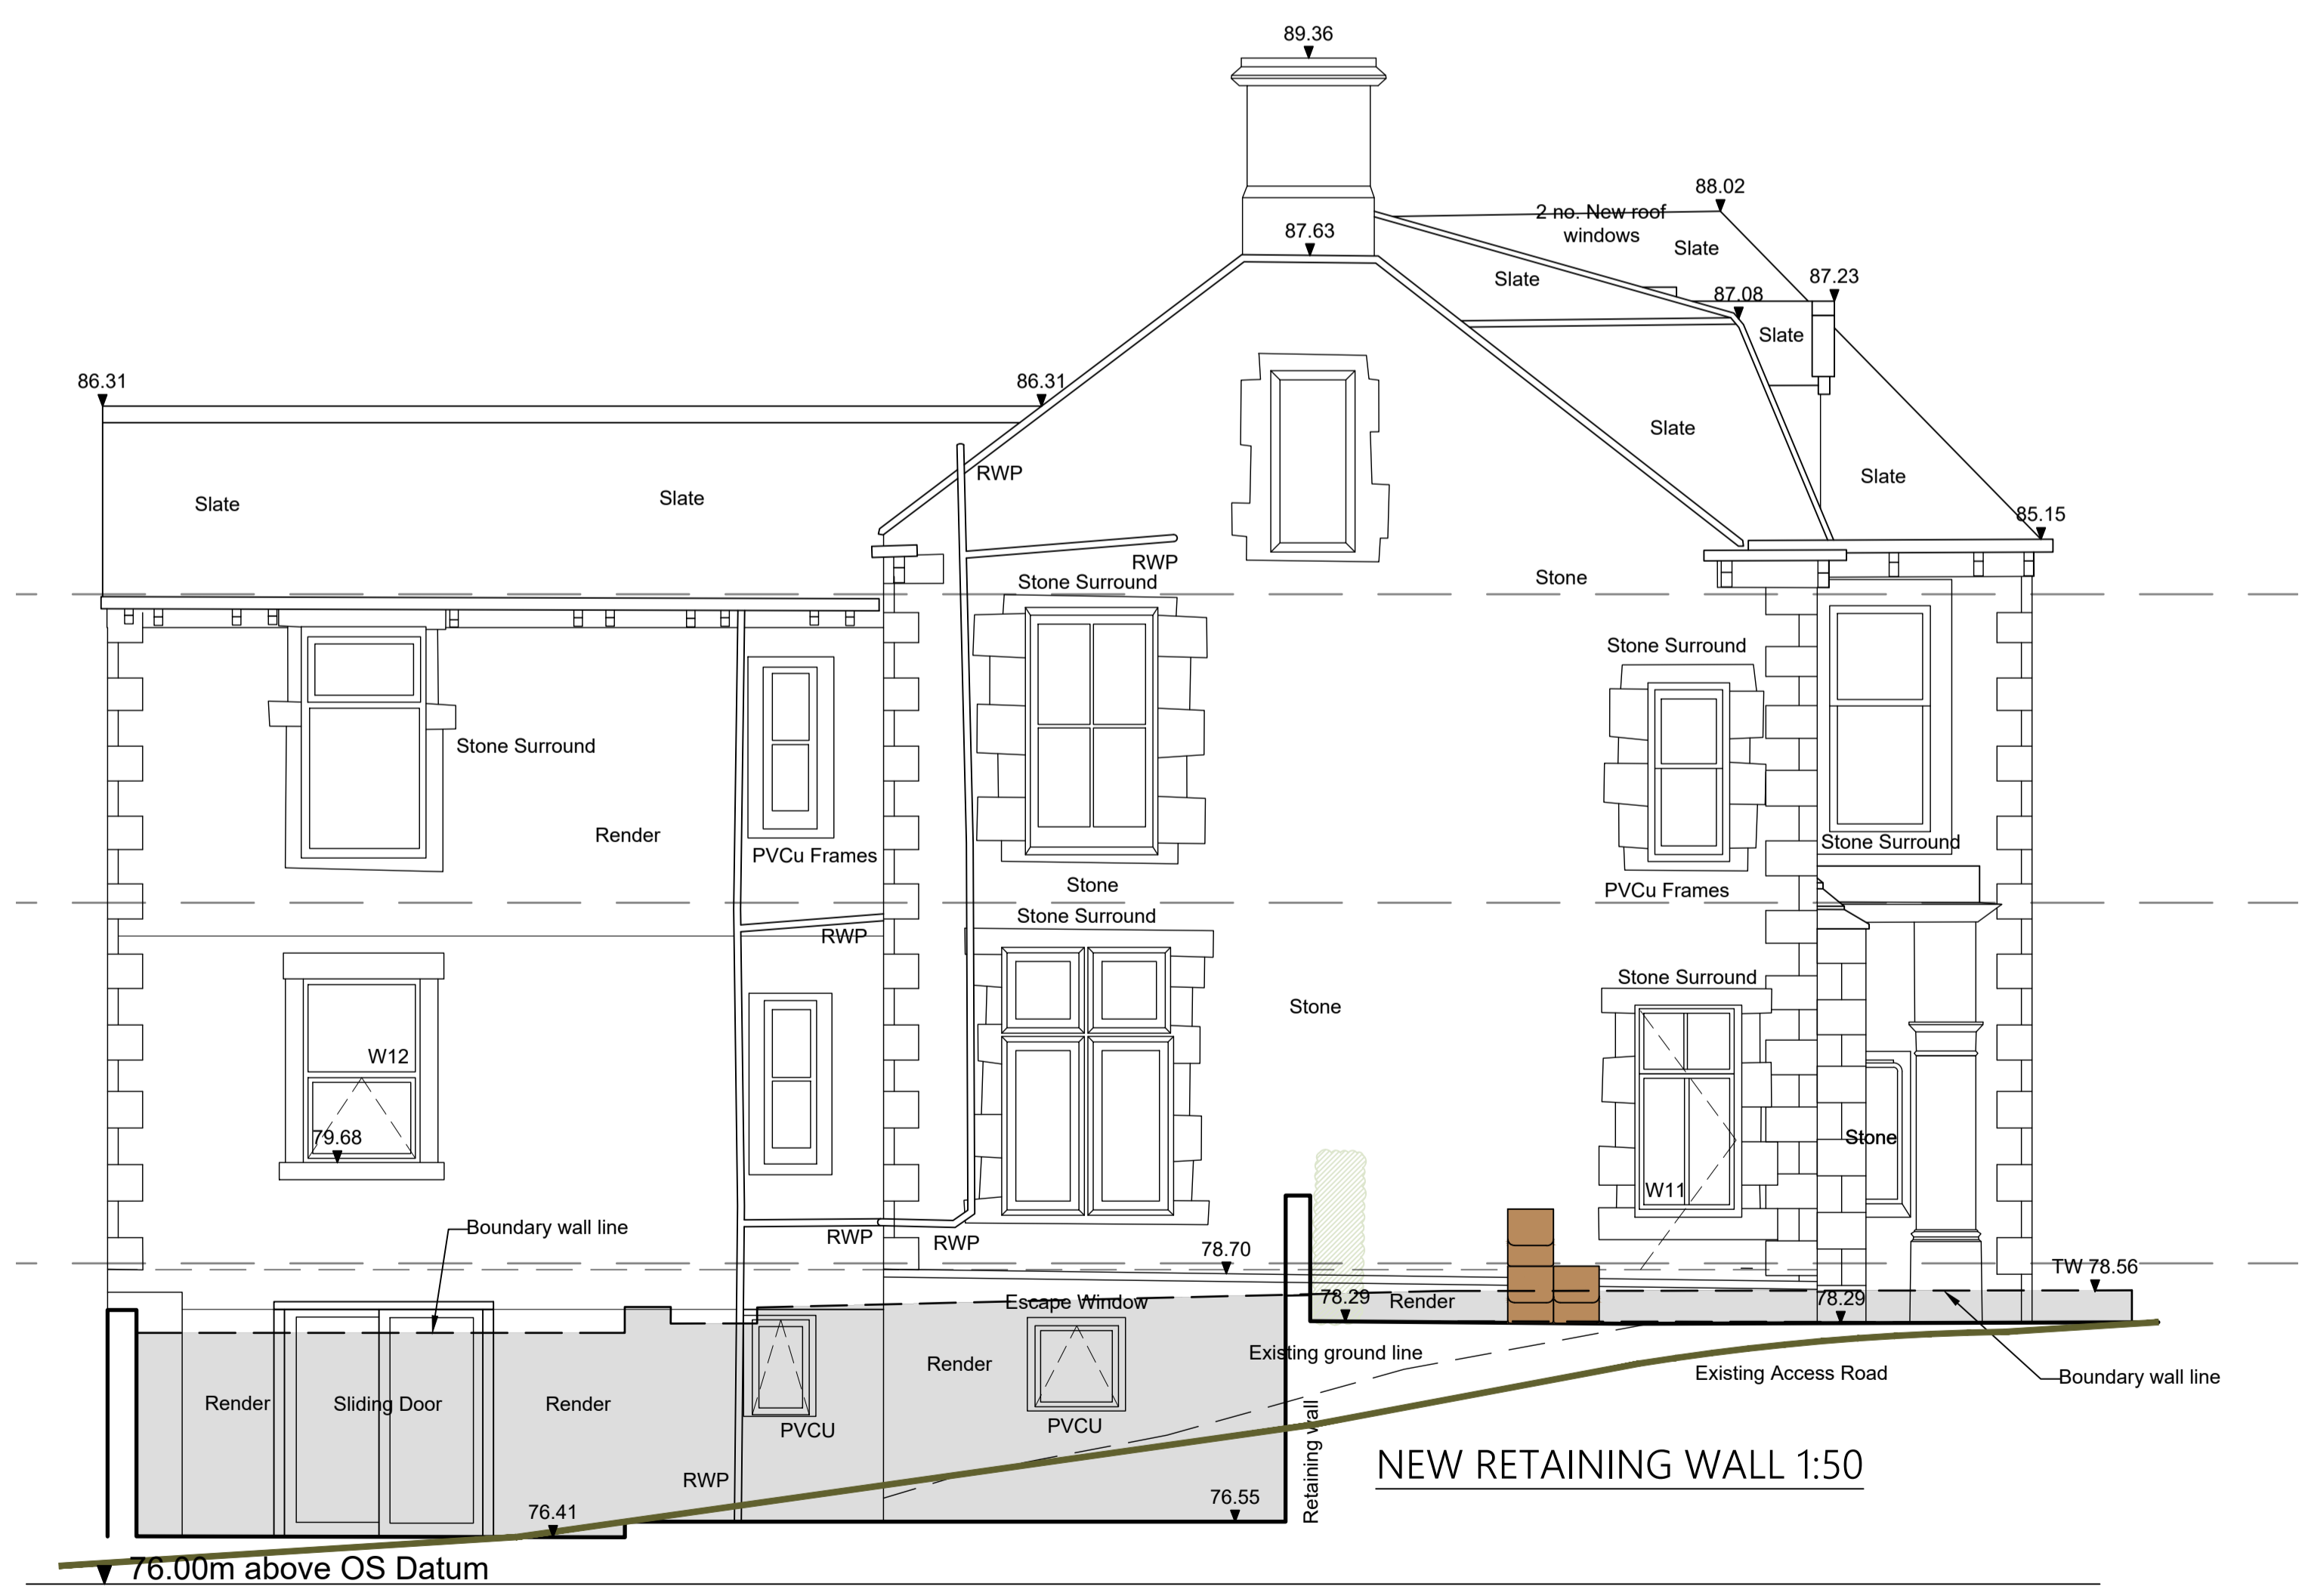 89.36
88.02
2 no. New roof
windows
87.63
Slate
Slate
87.23
87.08
Slate
86.31
86.31
Slate
RWP
Slate
Slate
Slate
85.15
RWP
Stone Surround
Stone
Stone Surround
Stone Surround
Render
Stone Surround
PVCu Frames
Stone
PVCu Frames
Stone Surround
RWP
Stone Surround
Stone
W12
79.68
Stone
W11
Boundary wall line
RWP
RWP
78.70
TW 78.56
Escape Window
78.29
Render
78.29
Existing ground line
Render
Existing Access Road
Boundary wall line
Render
Sliding Door
Render
PVCU
PVCU
Retaining wall
NEW RETAINING WALL 1:50
RWP
76.41
76.55
76.00m above OS Datum